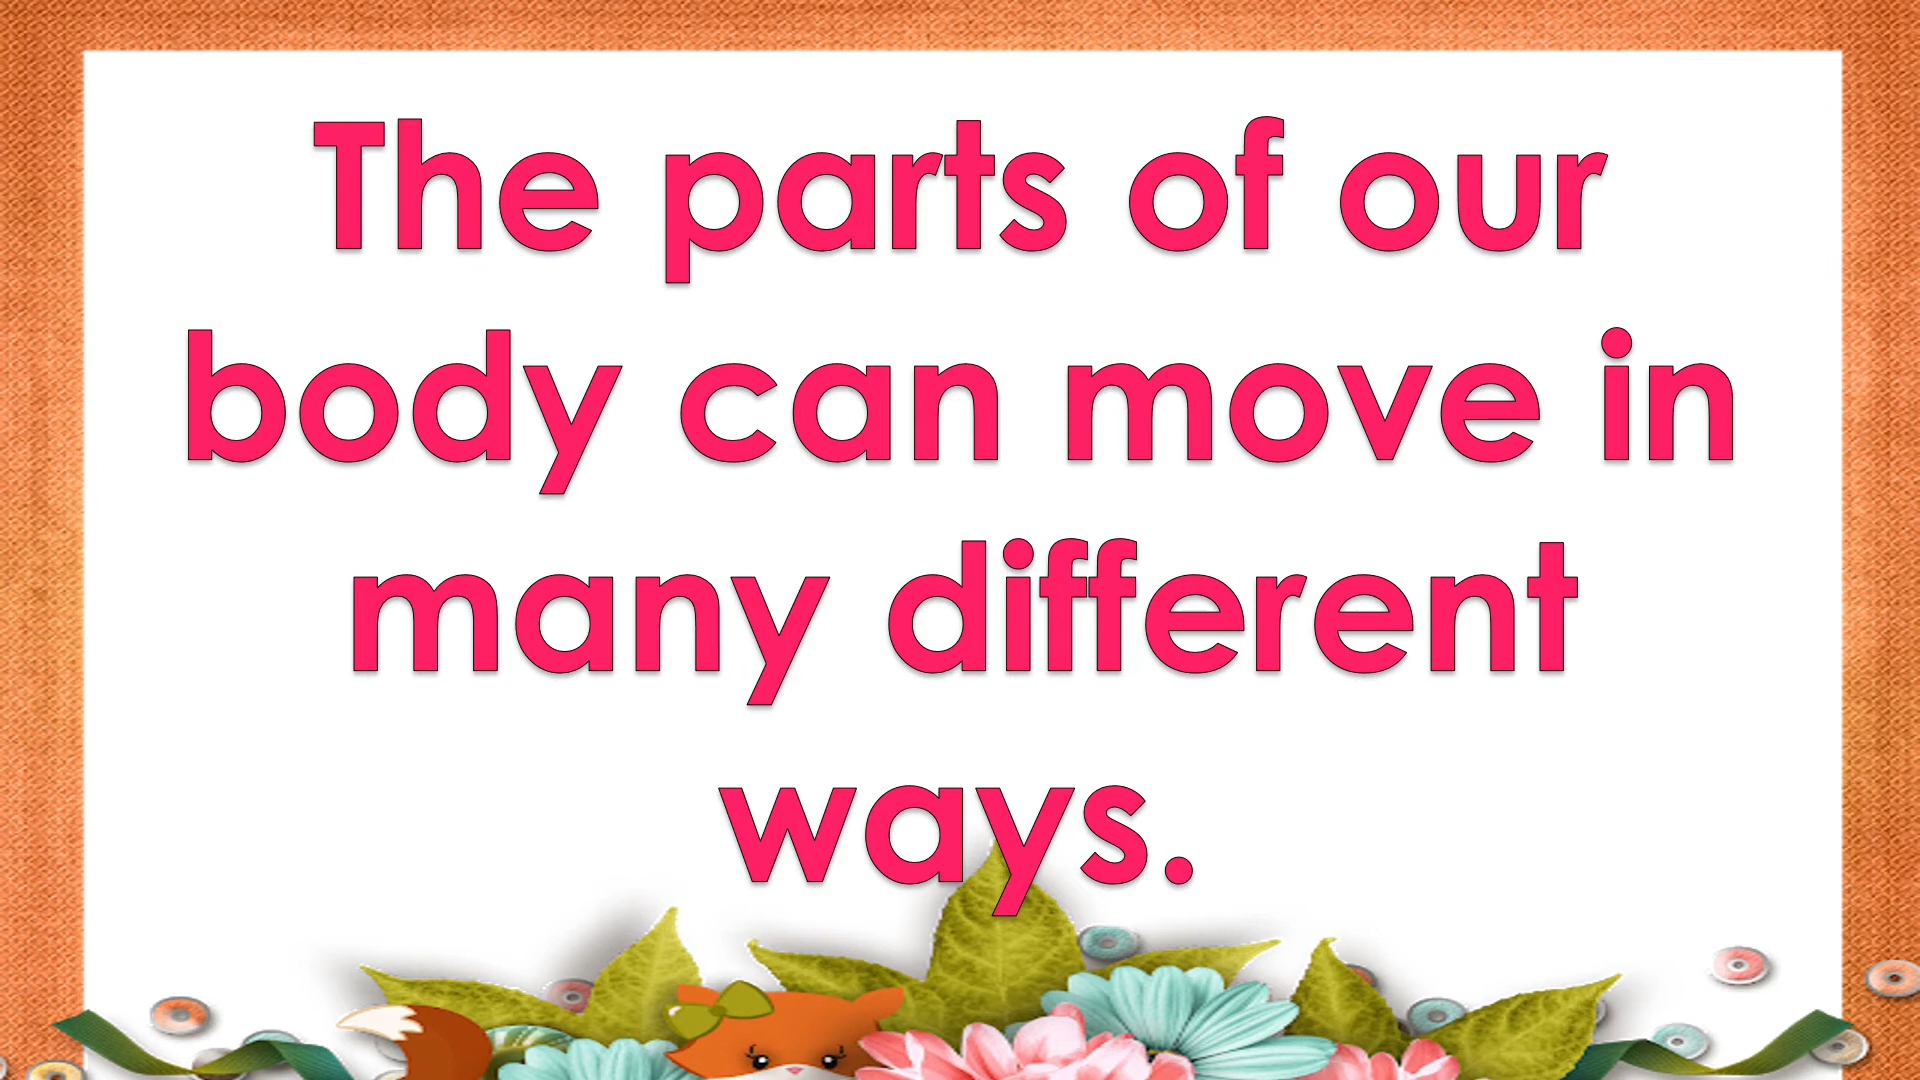 The parts of our
body can move in
many different
ways.